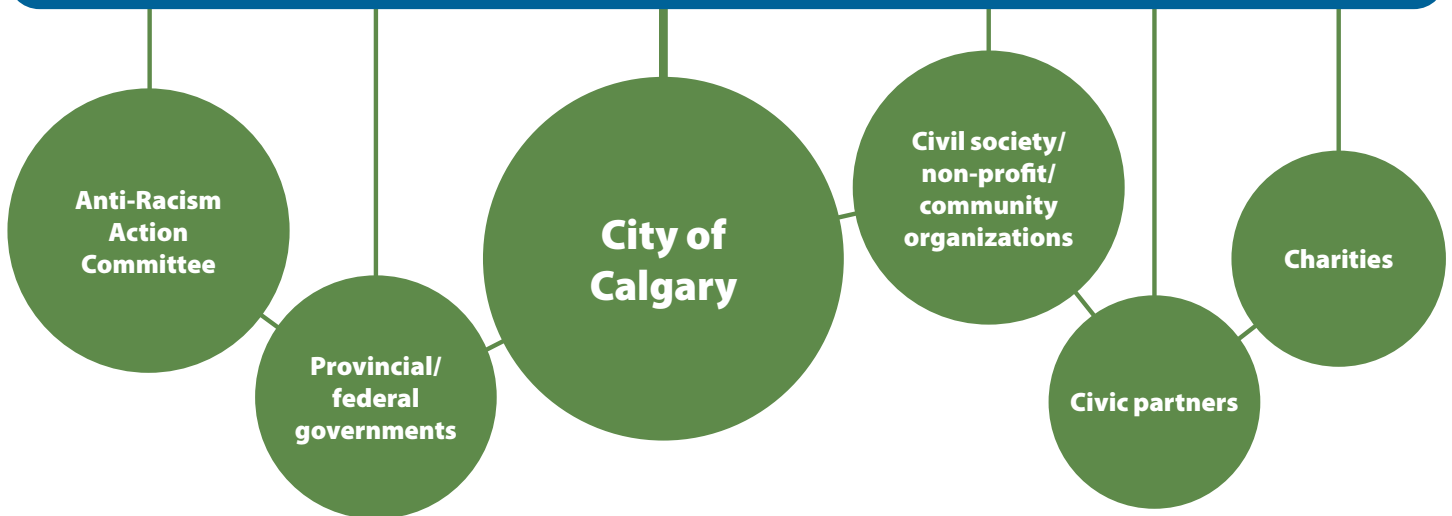 Anti-Racism
Action
Committee
Provincial/
federal
governments
City of
Calgary
Civil society/
non-profit/
community
organizations
Civic partners
Charities